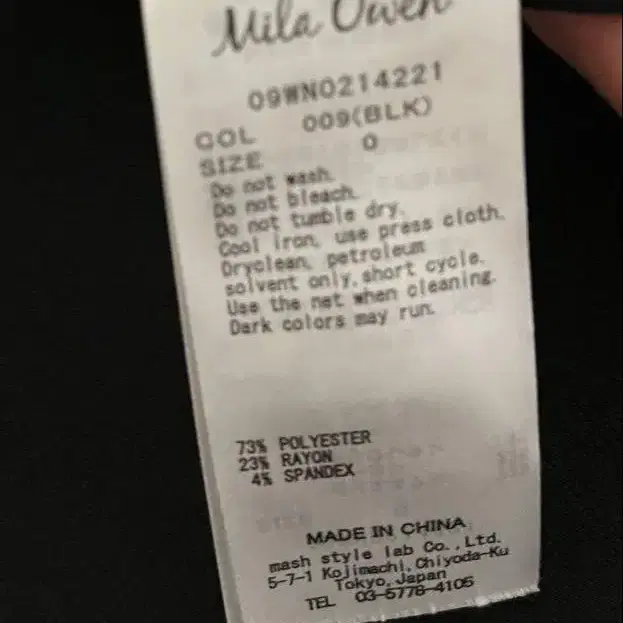 Mila Owen
09WNO214221
COL 009(BLK)
SIZE 0
Do not wash.
Do not bleach.
Do not tumble dry.
Cool iron, use press cloth.
Dryclean, petroleum
solvent only, short cycle.
Use the net when cleaning.
Dark colors may run.
73% POLYESTER
23% RAYON
4% SPANDEX
MADE IN CHINA
mash style lab Co., Ltd.
5-7-1 Kojimachi, Chiyoda-Ku
Tokyo, Japan
TEL 03-5778-4106